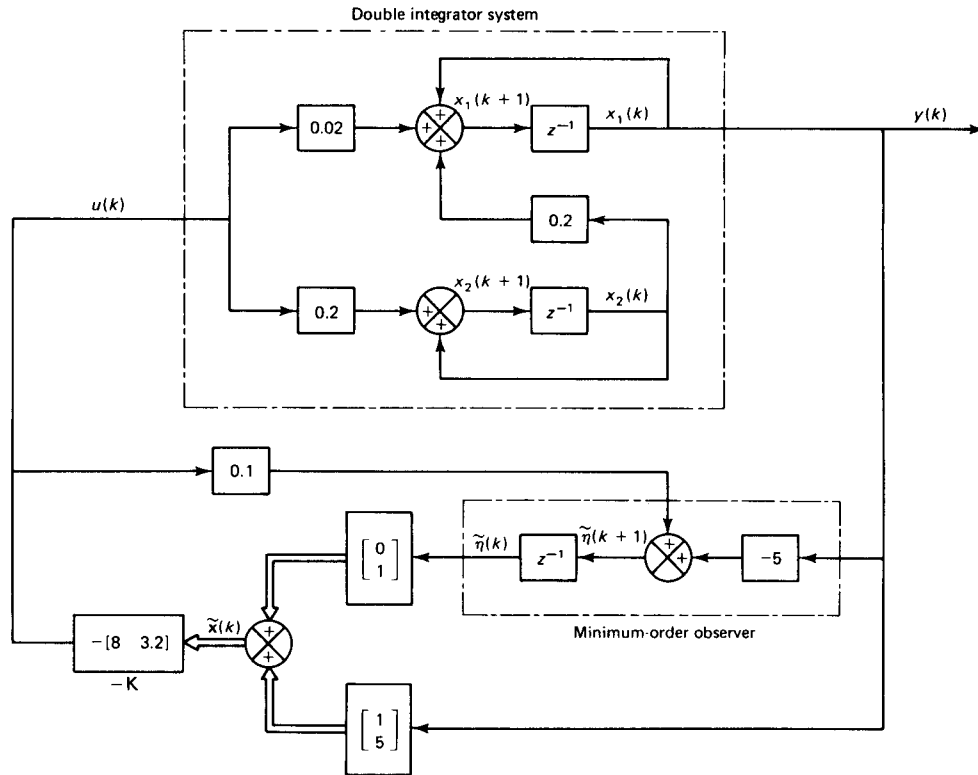 Double integrator system
x₁(k + 1)
x₁(k)
y(k)
0.02
+
+
+
z⁻¹
u(k)
0.2
x₂(k + 1)
x₂(k)
0.2
+
+
+
z⁻¹
0.1
[0
1]
η̃(k)
z⁻¹
η̃(k + 1)
+
+
-5
x̃(k)
+
+
Minimum-order observer
-[8 3.2]
-K
[1
5]